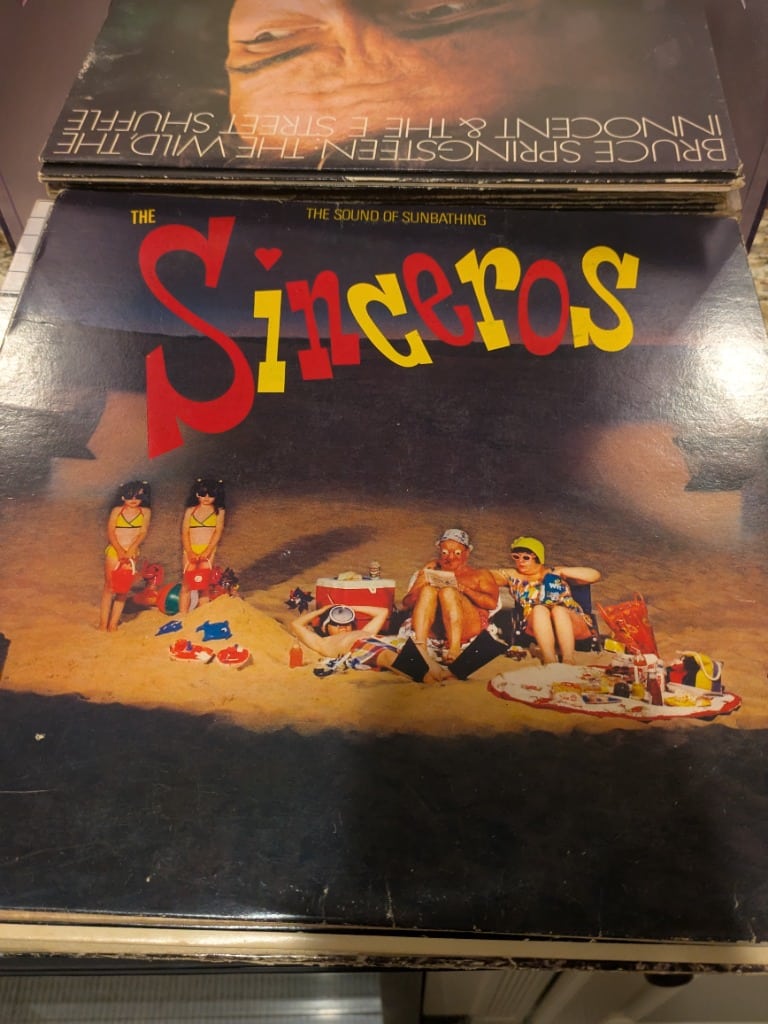 BRUCE SPRINGSTEEN: THE WILD, THE
INNOCENT & THE E STREET SHUFFLE
THE
THE SOUND OF SUNBATHING
Sinceros